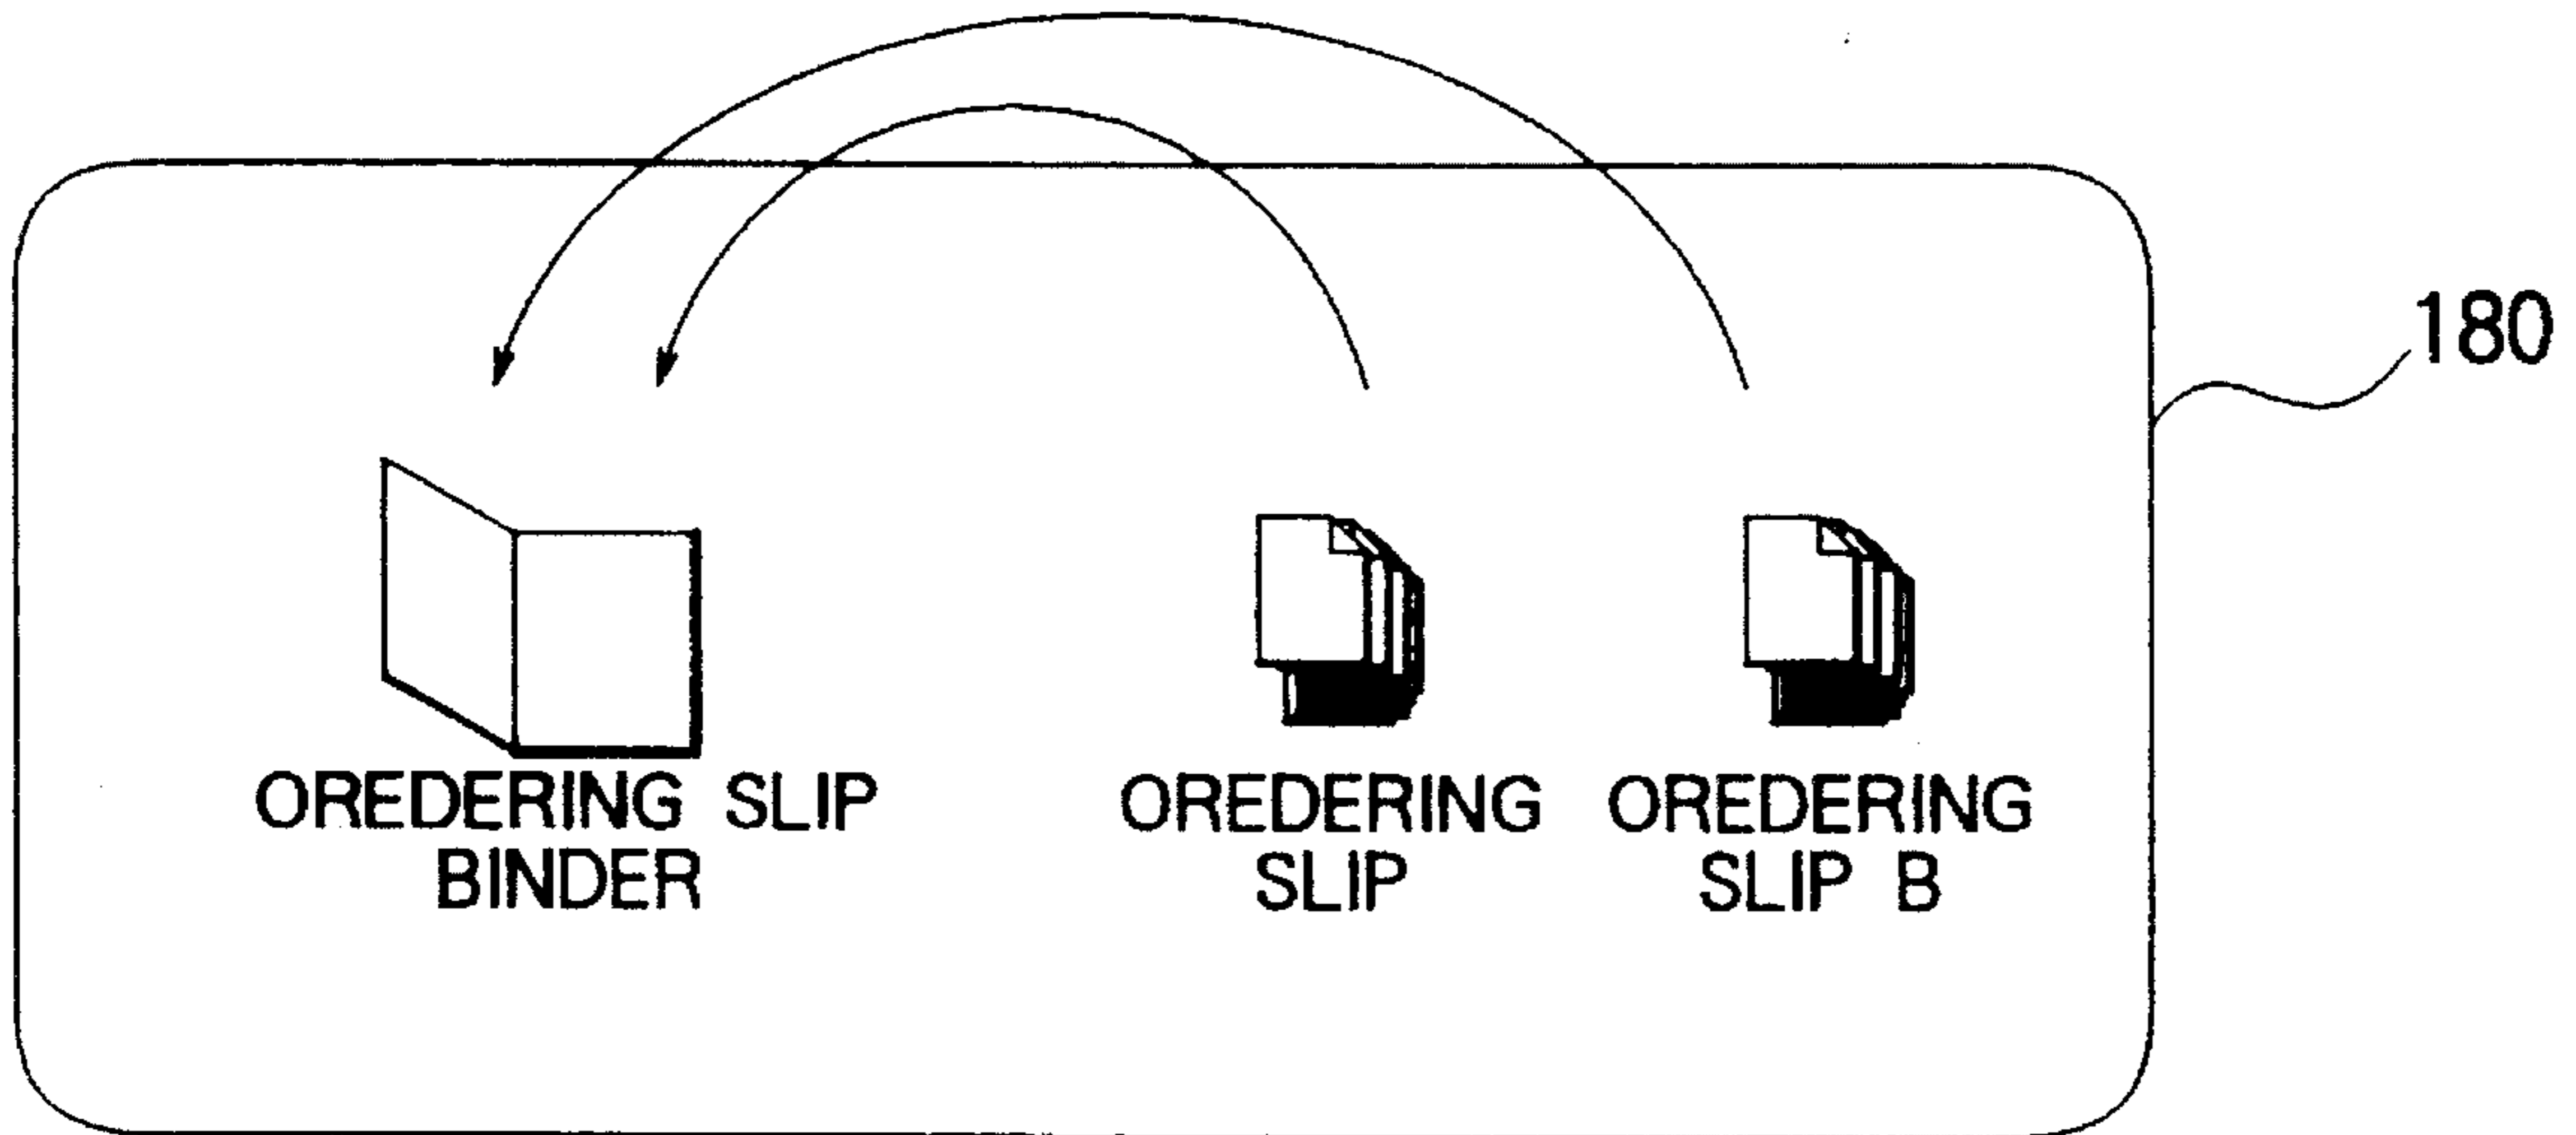 180
OREDERING SLIP
BINDER
OREDERING
SLIP
OREDERING
SLIP B